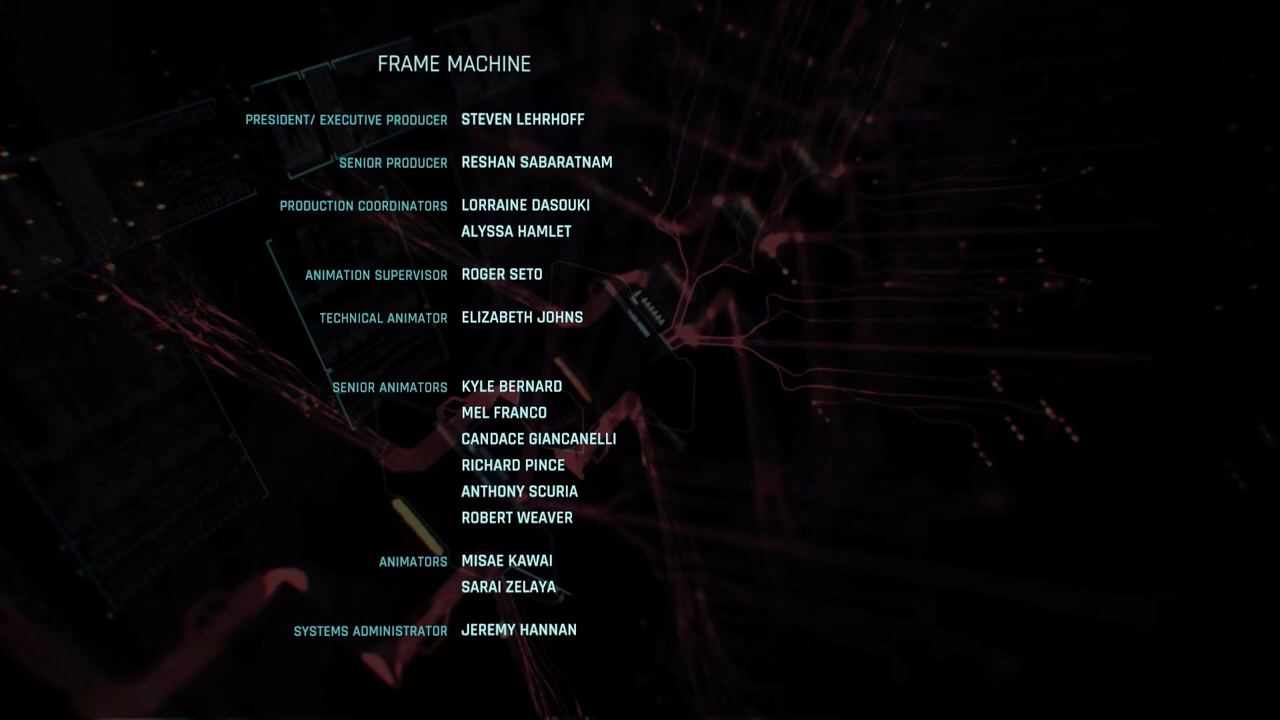 FRAME MACHINE
PRESIDENT/ EXECUTIVE PRODUCER STEVEN LEHRHOFF
SENIOR PRODUCER RESHAN SABARATNAM
PRODUCTION COORDINATORS LORRAINE DASOUKI
ALYSSA HAMLET
ANIMATION SUPERVISOR ROGER SETO
TECHNICAL ANIMATOR ELIZABETH JOHNS
SENIOR ANIMATORS KYLE BERNARD
MEL FRANCO
CANDACE GIANCANELLI
RICHARD PINCE
ANTHONY SCURIA
ROBERT WEAVER
ANIMATORS MISAE KAWAI
SARAI ZELAYA
SYSTEMS ADMINISTRATOR JEREMY HANNAN